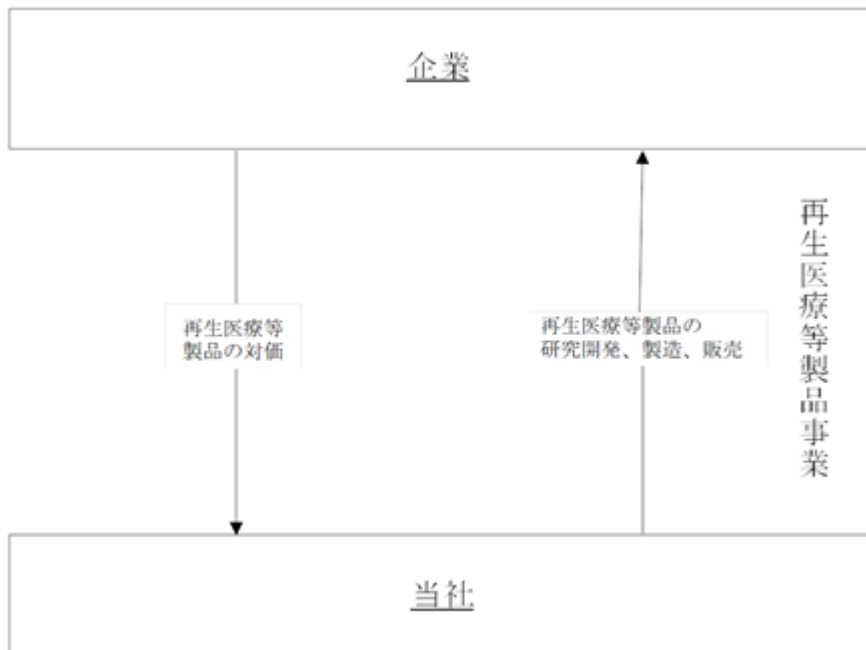 企業
再生医療等
製品の対価
再生医療等製品の
研究開発、製造、販売
再生医療等製品事業
当社